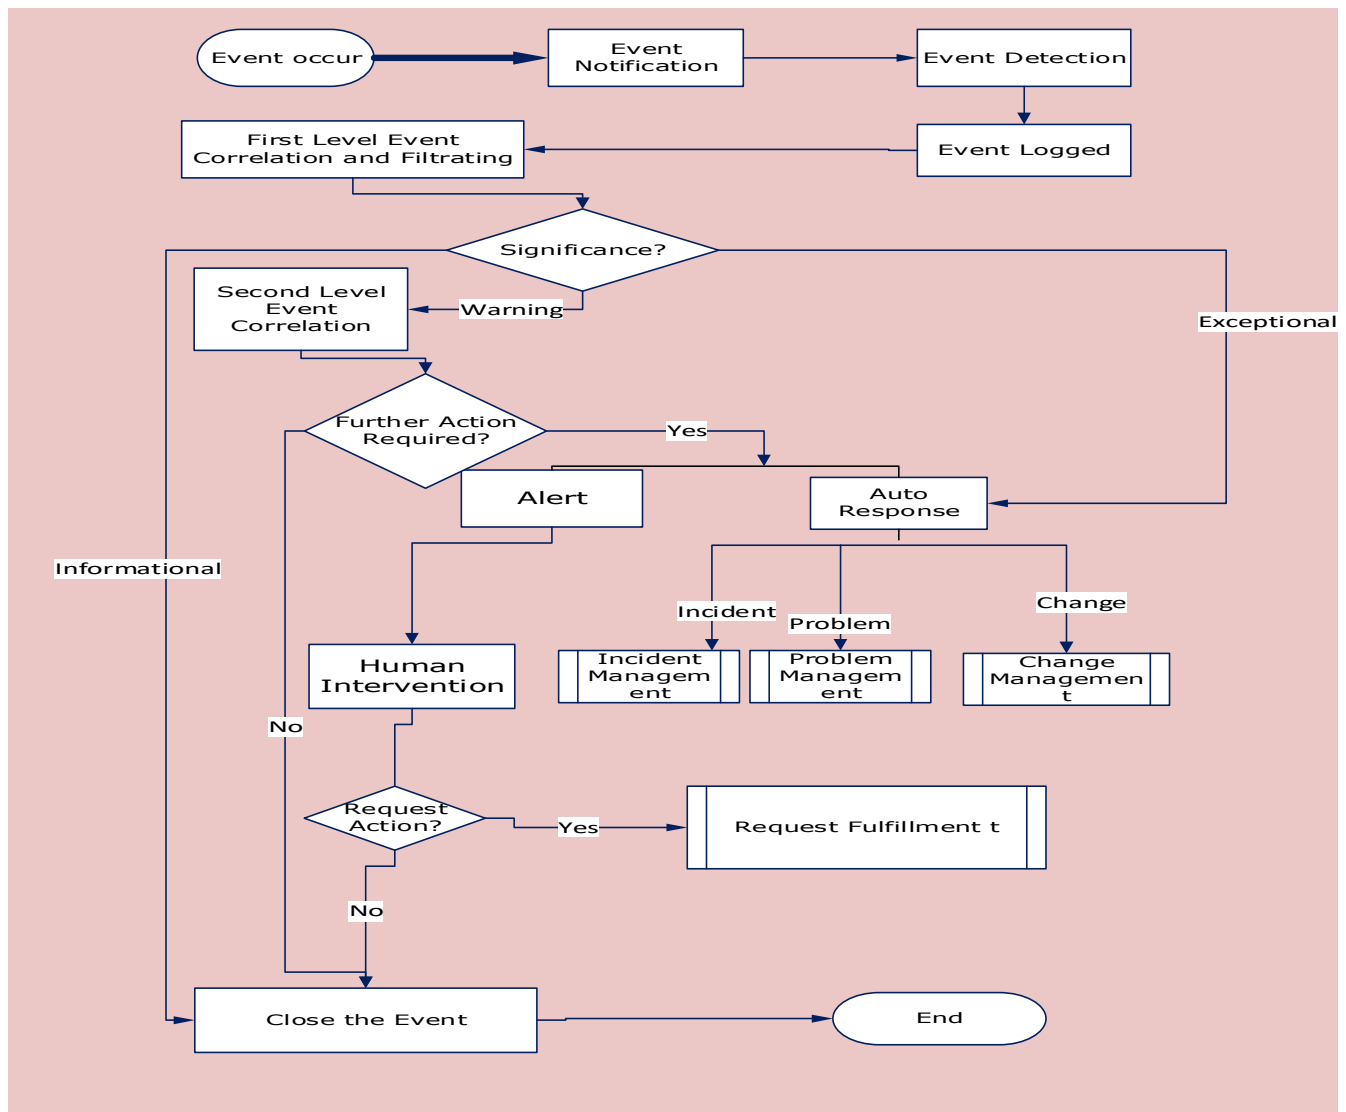 Event occur
Event
Notification
Event Detection
First Level Event
Correlation and Filtrating
Event Logged
Significance?
Second Level
Event
Correlation
Warning
Exceptional
Further Action
Required?
Yes
Alert
Auto
Response
Informational
Incident
Problem
Change
Human
Intervention
Incident
Managem
ent
Problem
Managem
ent
Change
Managemen
t
No
Request
Action?
Yes
Request Fulfillment t
No
Close the Event
End